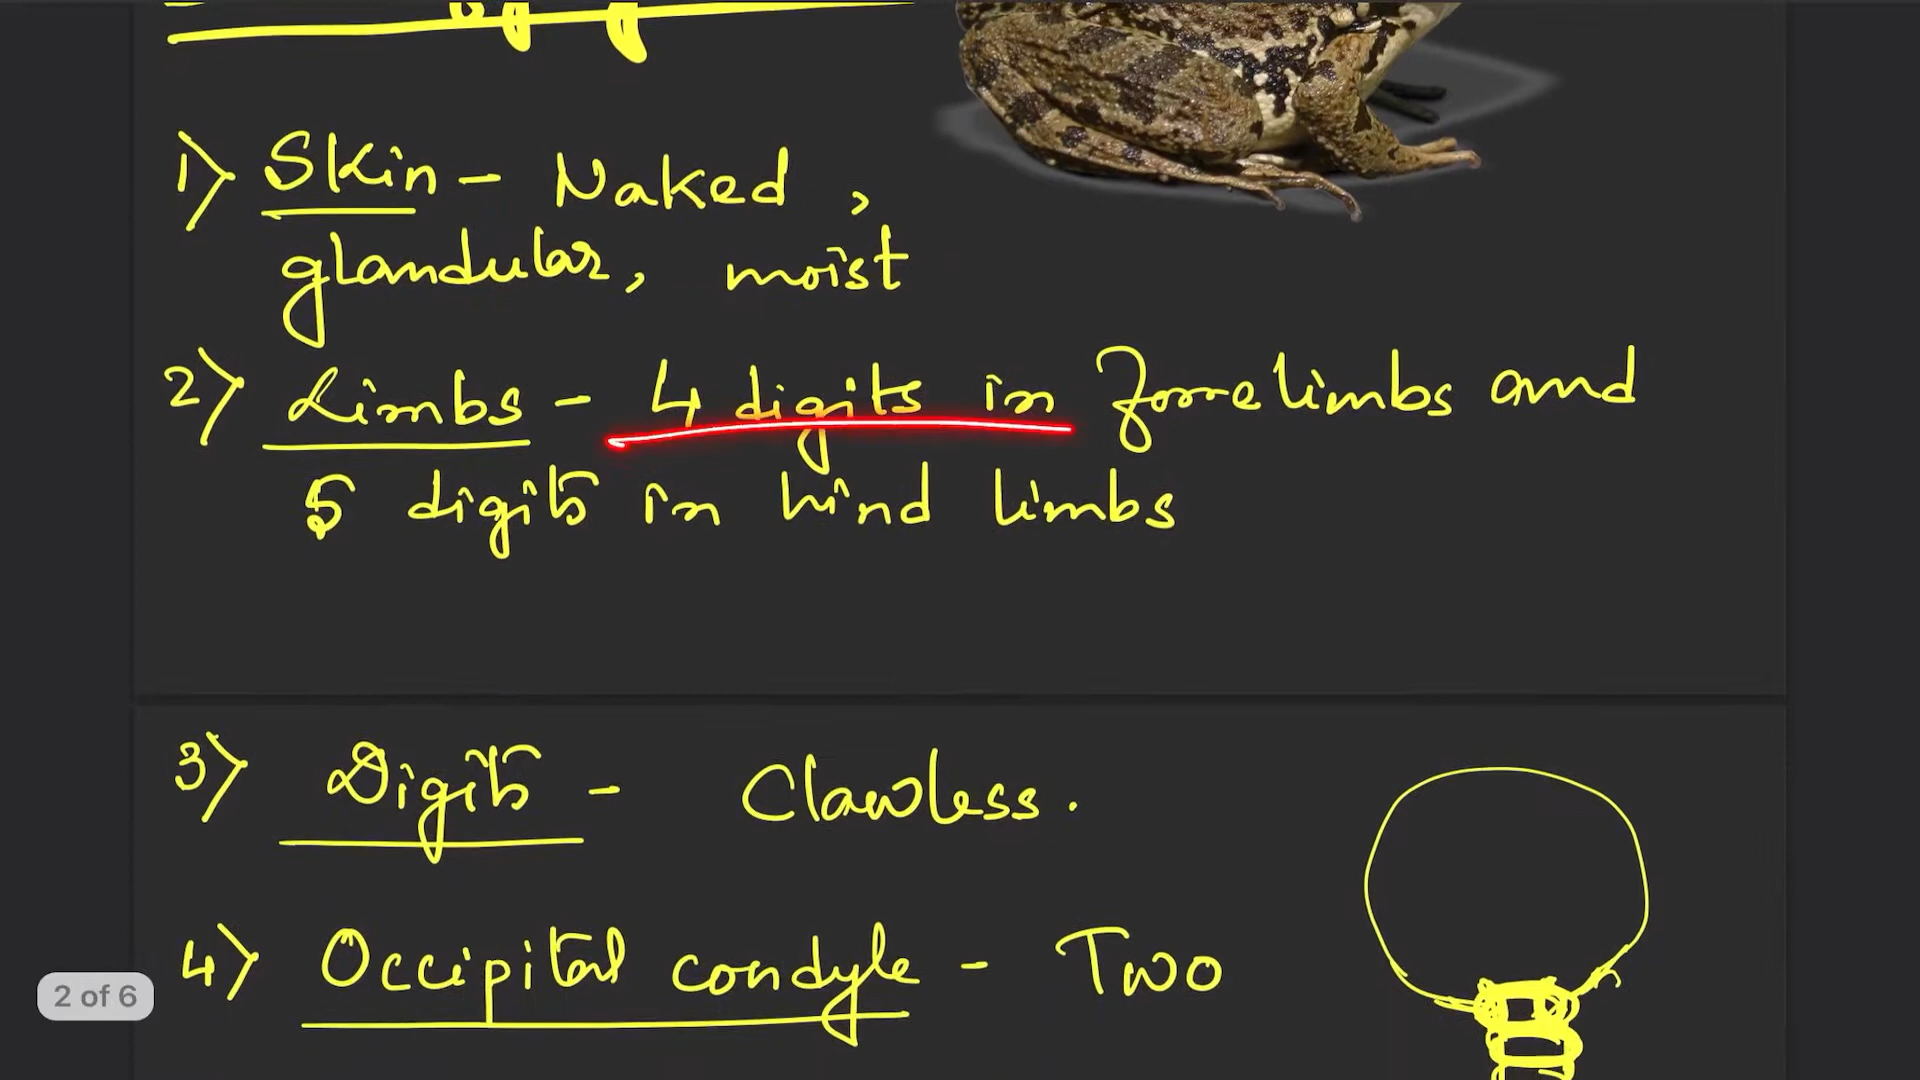 1) Skin - Naked,
glandular, moist
2) Limbs - 4 digits in forelimbs and
5 digits in hind limbs
3) Digits - Clawless.
4) Occipital condyle - Two
2 of 6